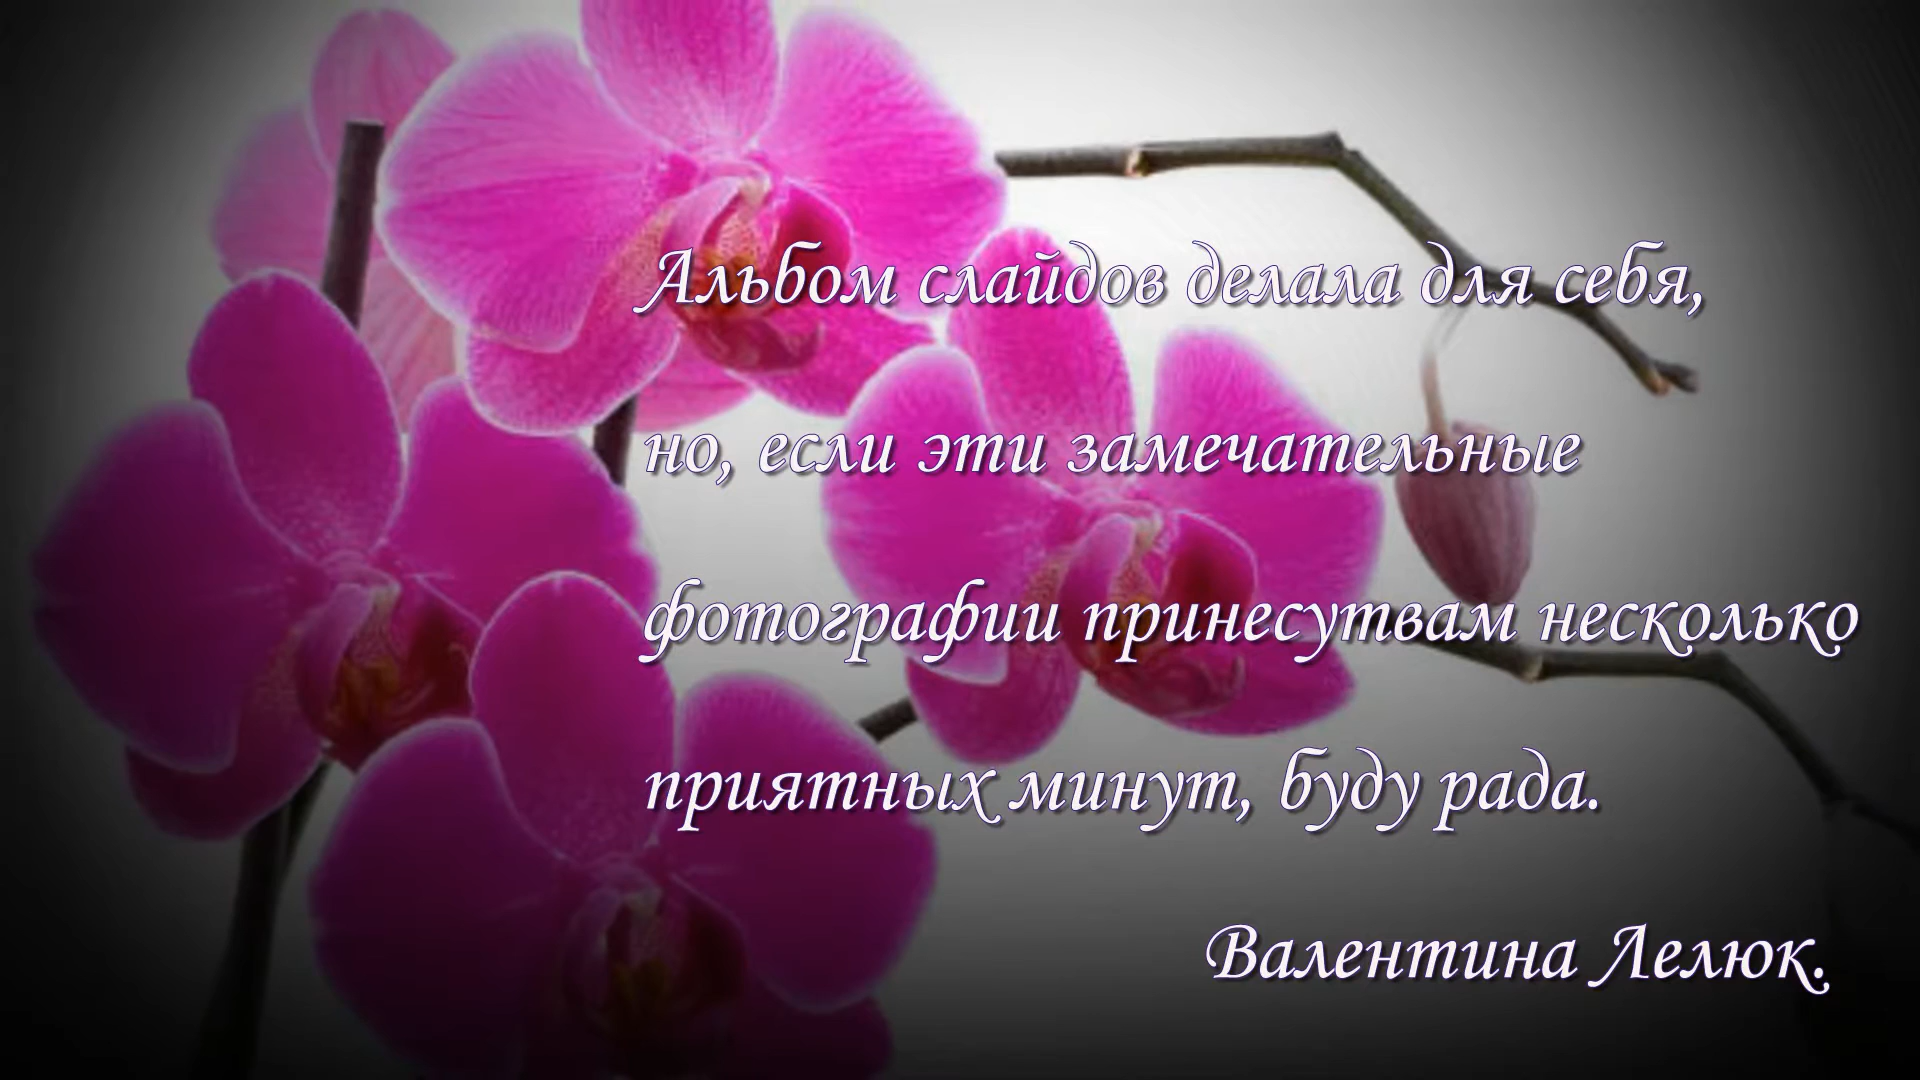 Альбом слайдов делала для себя,
но, если эти замечательные
фотографии принесутвам несколько
приятных минут, буду рада.
Валентина Лелюк.